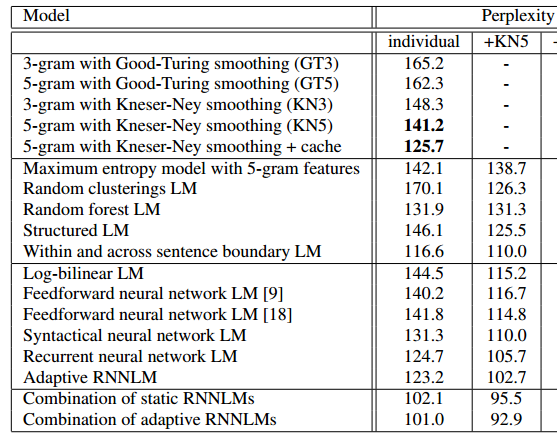 Model Perplexity
individual +KN5
3-gram with Good-Turing smoothing (GT3) 165.2 -
5-gram with Good-Turing smoothing (GT5) 162.3 -
3-gram with Kneser-Ney smoothing (KN3) 148.3 -
5-gram with Kneser-Ney smoothing (KN5) 141.2 -
5-gram with Kneser-Ney smoothing + cache 125.7 -
Maximum entropy model with 5-gram features 142.1 138.7
Random clusterings LM 170.1 126.3
Random forest LM 131.9 131.3
Structured LM 146.1 125.5
Within and across sentence boundary LM 116.6 110.0
Log-bilinear LM 144.5 115.2
Feedforward neural network LM [9] 140.2 116.7
Feedforward neural network LM [18] 141.8 114.8
Syntactical neural network LM 131.3 110.0
Recurrent neural network LM 124.7 105.7
Adaptive RNNLM 123.2 102.7
Combination of static RNNLMs 102.1 95.5
Combination of adaptive RNNLMs 101.0 92.9